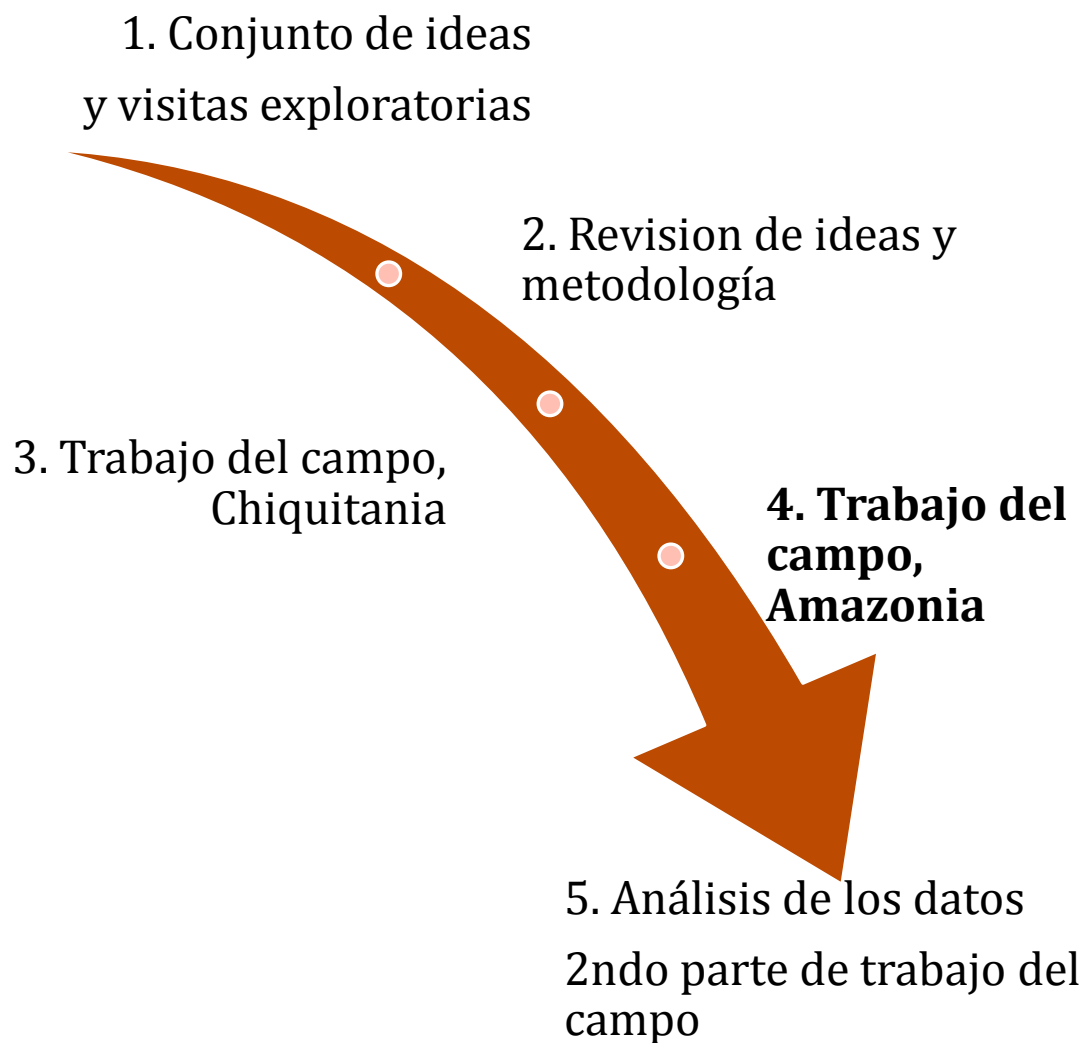 1. Conjunto de ideas
y visitas exploratorias
2. Revision de ideas y
metodología
3. Trabajo del campo,
Chiquitania
4. Trabajo del
campo,
Amazonia
5. Análisis de los datos
2ndo parte de trabajo del
campo